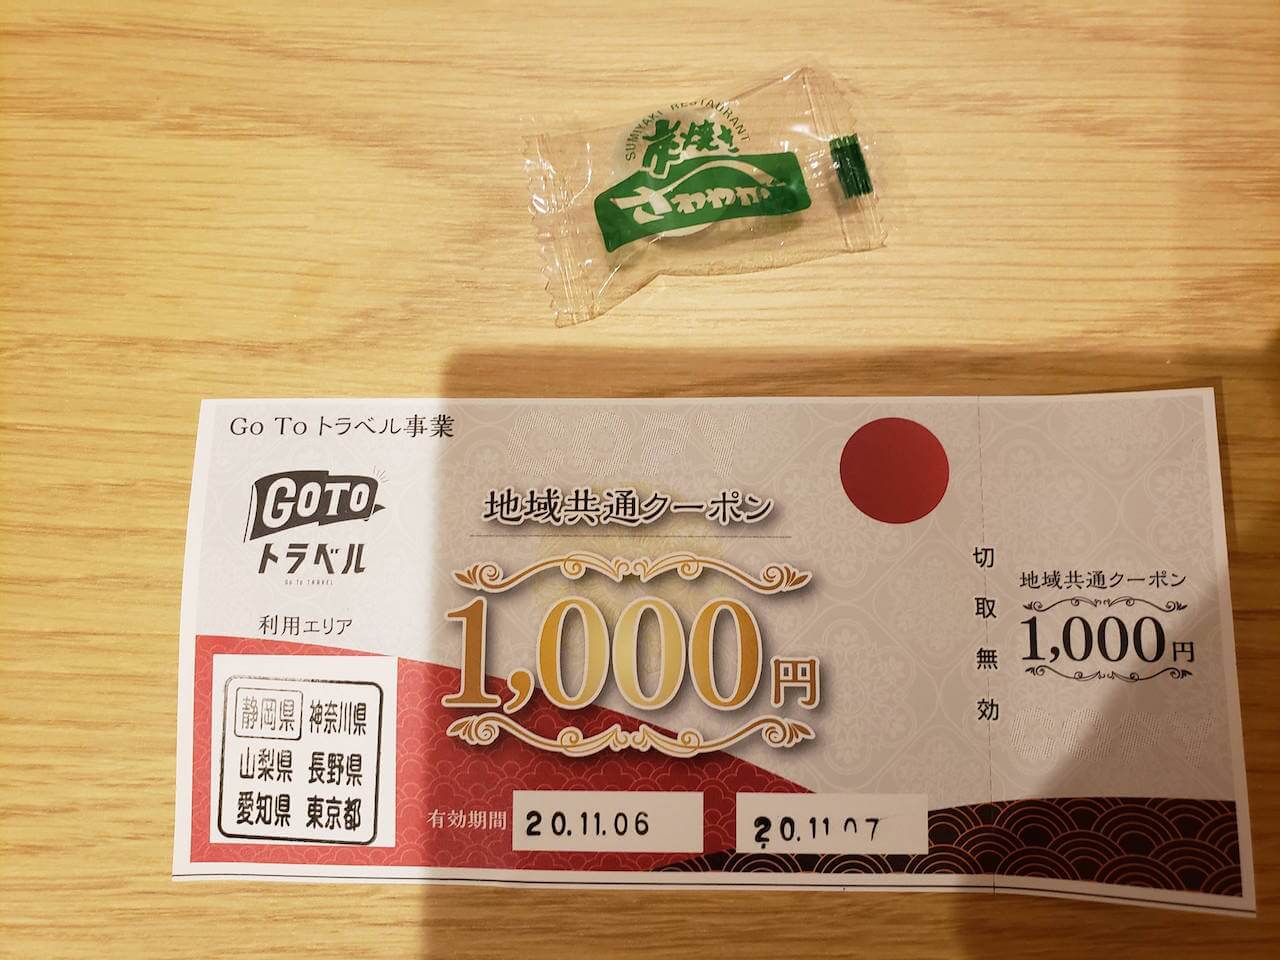 SUMIYAKI RESTAURANT
炭焼き
さわやか
Go To トラベル事業
GOTO
トラベル
Go To TRAVEL
利用エリア
静岡県 神奈川県
山梨県 長野県
愛知県 東京都
COPY
地域共通クーポン
1,000円
有効期間 20.11.06 20.11.07
切取無効
地域共通クーポン
1,000円